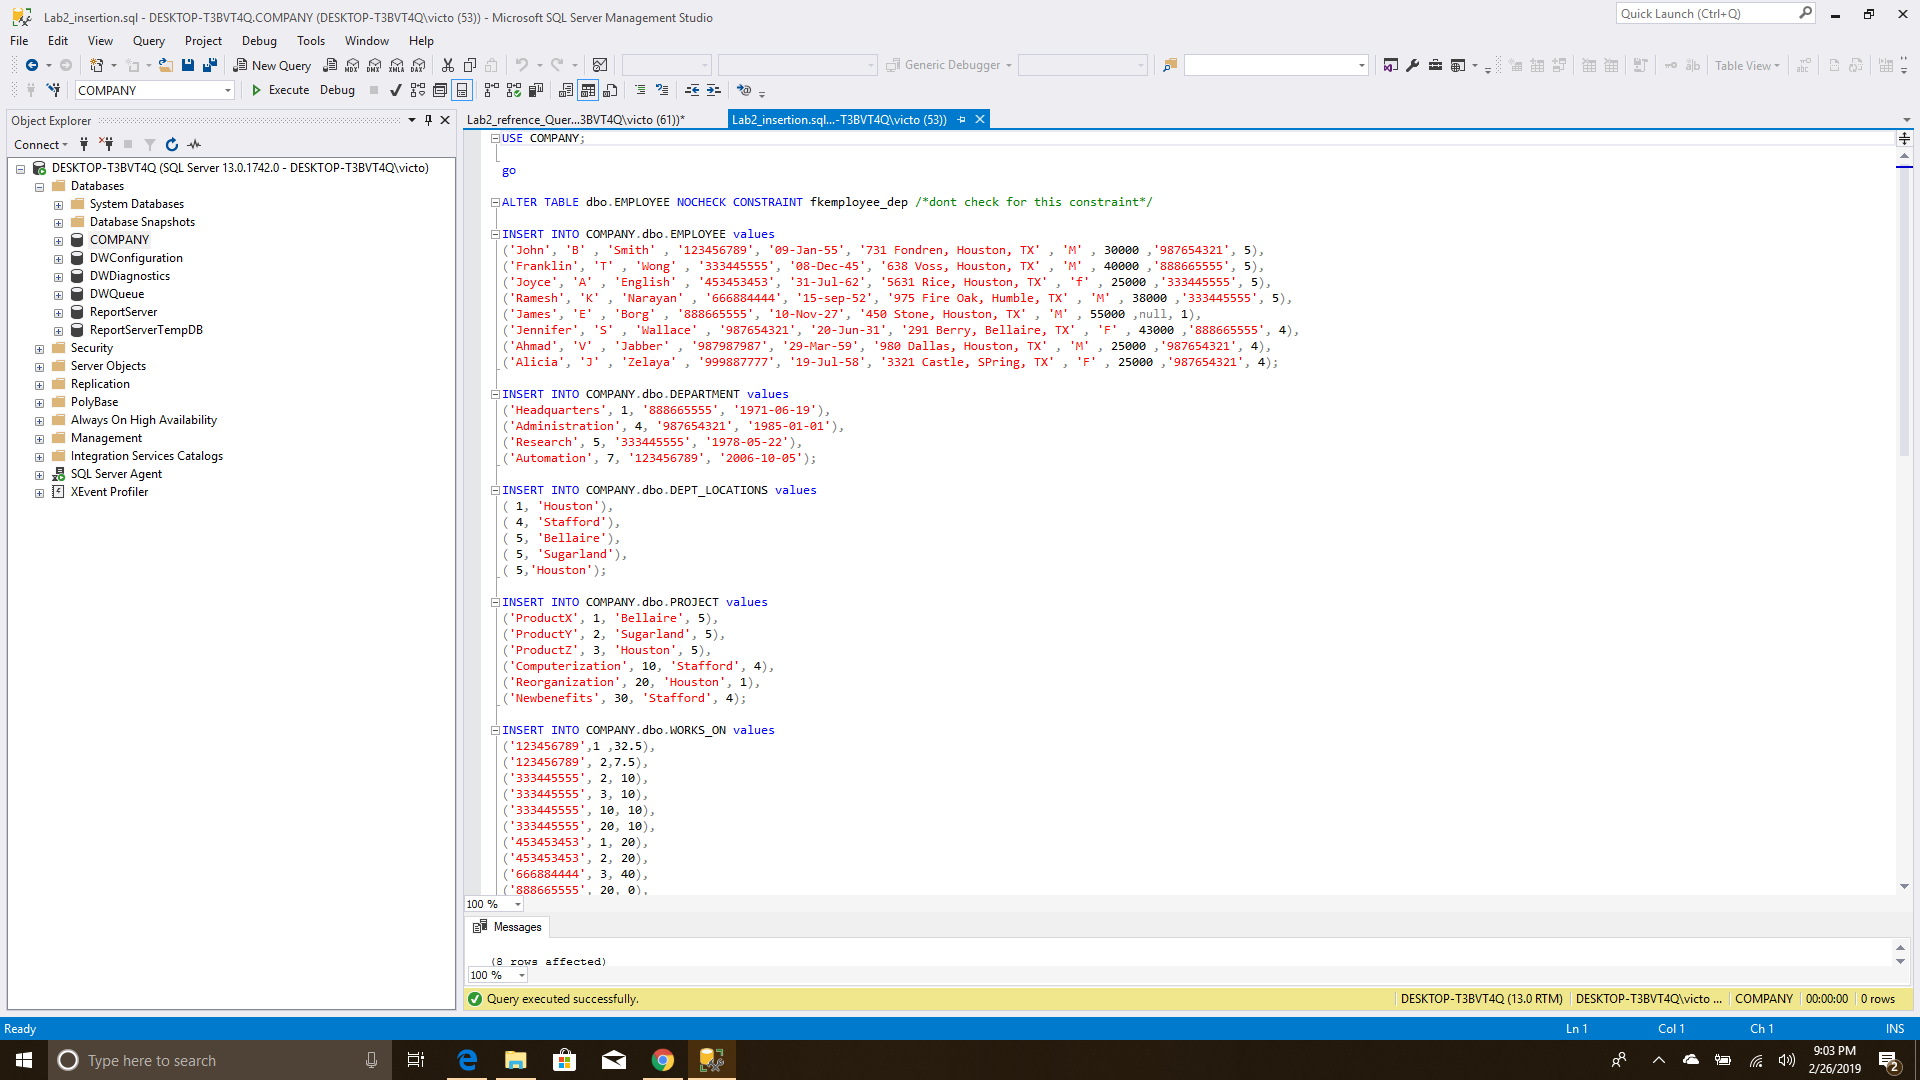 Lab2_insertion.sql - DESKTOP-T3BVT4Q.COMPANY (DESKTOP-T3BVT4Q\victo (53)) - Microsoft SQL Server Management Studio
Quick Launch (Ctrl+Q)
File Edit View Query Project Debug Tools Window Help
New Query
MDX DMX XMLA DAX
Generic Debugger
Table View
COMPANY
Execute Debug
Object Explorer
Connect
DESKTOP-T3BVT4Q (SQL Server 13.0.1742.0 - DESKTOP-T3BVT4Q\victo)
Databases
System Databases
Database Snapshots
COMPANY
DWConfiguration
DWDiagnostics
DWQueue
ReportServer
ReportServerTempDB
Security
Server Objects
Replication
PolyBase
Always On High Availability
Management
Integration Services Catalogs
SQL Server Agent
XEvent Profiler
Lab2_refrence_Quer...3BVT4Q\victo (61))*
Lab2_insertion.sql...-T3BVT4Q\victo (53))
USE COMPANY;
go
ALTER TABLE dbo.EMPLOYEE NOCHECK CONSTRAINT fkemployee_dep /*dont check for this constraint*/
INSERT INTO COMPANY.dbo.EMPLOYEE values
('John', 'B' , 'Smith' , '123456789', '09-Jan-55', '731 Fondren, Houston, TX' , 'M' , 30000 ,'987654321', 5),
('Franklin', 'T' , 'Wong' , '333445555', '08-Dec-45', '638 Voss, Houston, TX' , 'M' , 40000 ,'888665555', 5),
('Joyce', 'A' , 'English' , '453453453', '31-Jul-62', '5631 Rice, Houston, TX' , 'f' , 25000 ,'333445555', 5),
('Ramesh', 'K' , 'Narayan' , '666884444', '15-sep-52', '975 Fire Oak, Humble, TX' , 'M' , 38000 ,'333445555', 5),
('James', 'E' , 'Borg' , '888665555', '10-Nov-27', '450 Stone, Houston, TX' , 'M' , 55000 ,null, 1),
('Jennifer', 'S' , 'Wallace' , '987654321', '20-Jun-31', '291 Berry, Bellaire, TX' , 'F' , 43000 ,'888665555', 4),
('Ahmad', 'V' , 'Jabber' , '987987987', '29-Mar-59', '980 Dallas, Houston, TX' , 'M' , 25000 ,'987654321', 4),
('Alicia', 'J' , 'Zelaya' , '999887777', '19-Jul-58', '3321 Castle, SPring, TX' , 'F' , 25000 ,'987654321', 4);
INSERT INTO COMPANY.dbo.DEPARTMENT values
('Headquarters', 1, '888665555', '1971-06-19'),
('Administration', 4, '987654321', '1985-01-01'),
('Research', 5, '333445555', '1978-05-22'),
('Automation', 7, '123456789', '2006-10-05');
INSERT INTO COMPANY.dbo.DEPT_LOCATIONS values
( 1, 'Houston'),
( 4, 'Stafford'),
( 5, 'Bellaire'),
( 5, 'Sugarland'),
( 5,'Houston');
INSERT INTO COMPANY.dbo.PROJECT values
('ProductX', 1, 'Bellaire', 5),
('ProductY', 2, 'Sugarland', 5),
('ProductZ', 3, 'Houston', 5),
('Computerization', 10, 'Stafford', 4),
('Reorganization', 20, 'Houston', 1),
('Newbenefits', 30, 'Stafford', 4);
INSERT INTO COMPANY.dbo.WORKS_ON values
('123456789',1 ,32.5),
('123456789', 2,7.5),
('333445555', 2, 10),
('333445555', 3, 10),
('333445555', 10, 10),
('333445555', 20, 10),
('453453453', 1, 20),
('453453453', 2, 20),
('666884444', 3, 40),
('888665555', 20, 0),
100 %
Messages
(8 rows affected)
100 %
Query executed successfully.
DESKTOP-T3BVT4Q (13.0 RTM) DESKTOP-T3BVT4Q\victo ... COMPANY 00:00:00 0 rows
Ready
Ln 1 Col 1 Ch 1 INS
Type here to search
9:03 PM
2/26/2019
2